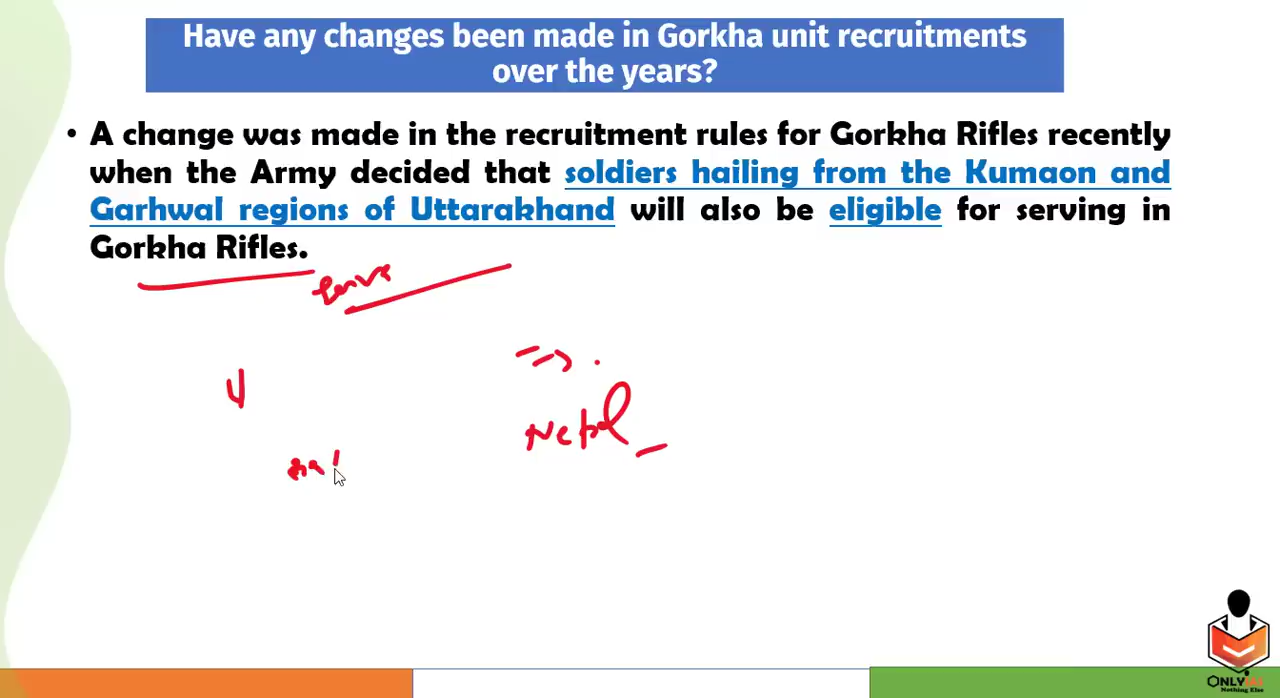 Have any changes been made in Gorkha unit recruitments
over the years?
• A change was made in the recruitment rules for Gorkha Rifles recently
when the Army decided that soldiers hailing from the Kumaon and
Garhwal regions of Uttarakhand will also be eligible for serving in
Gorkha Rifles.
Nepal
ONLYIAS
Nothing Else